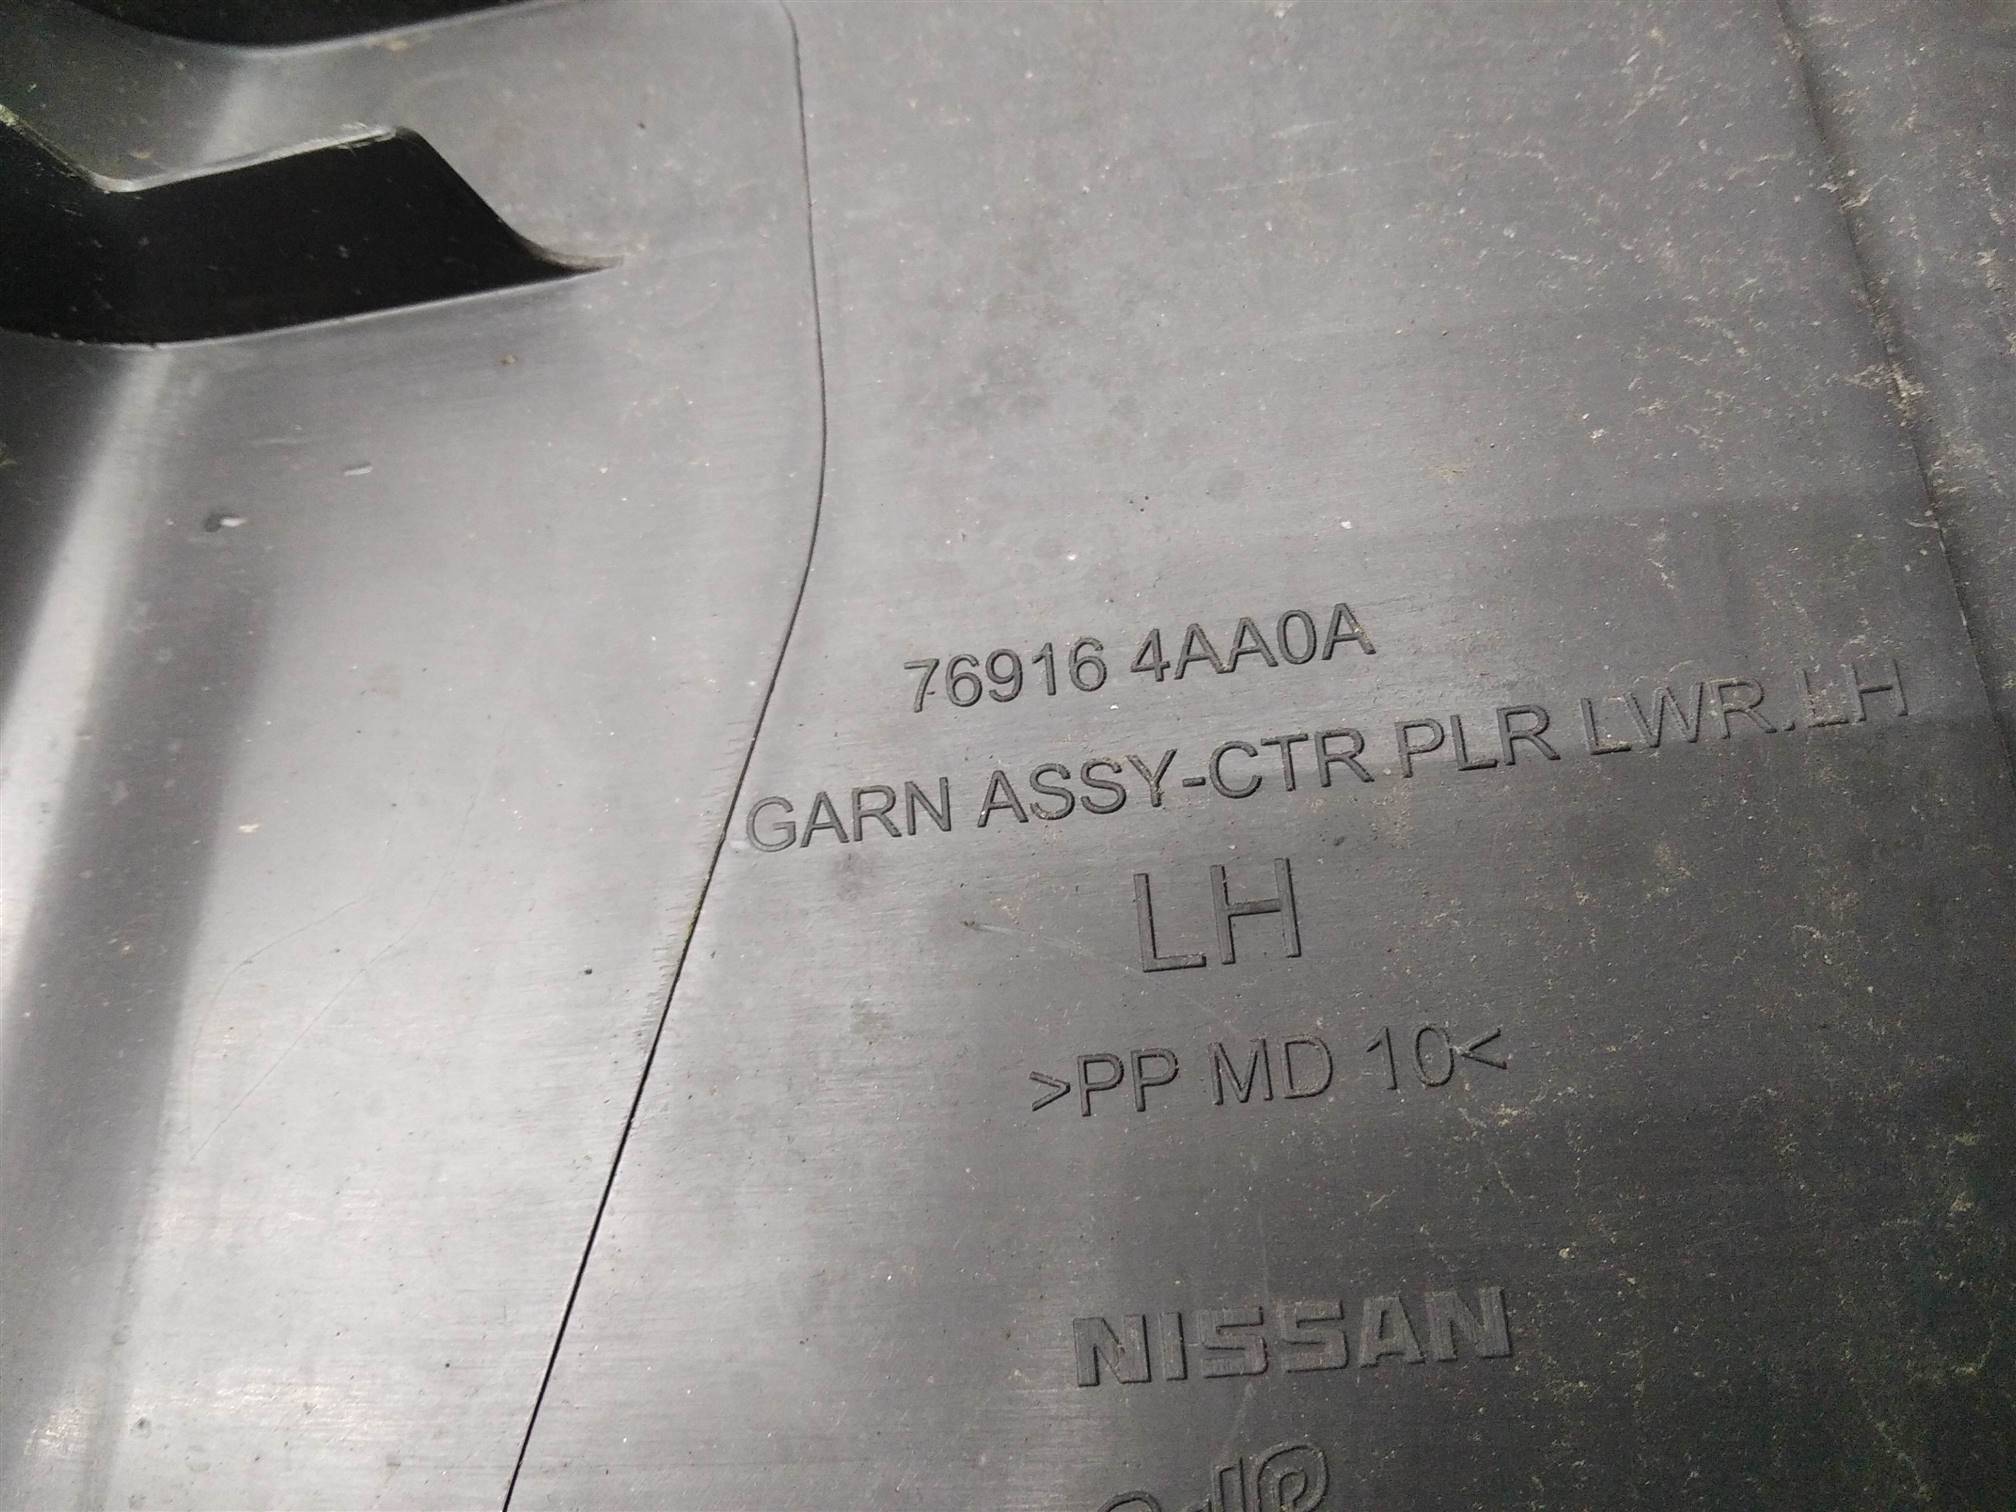 76916 4AA0A
GARN ASSY-CTR PLR LWR.LH
LH
>PP MD 10<
NISSAN